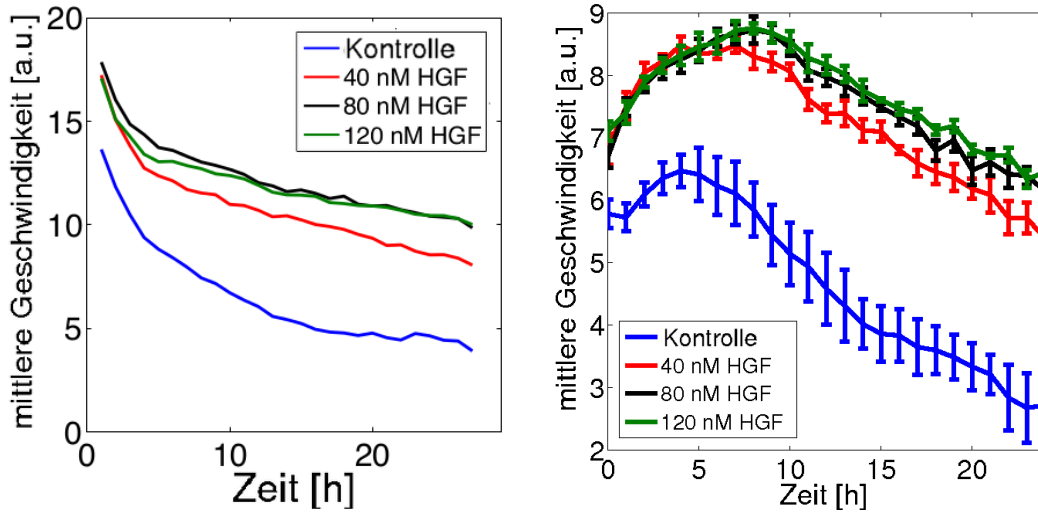 mittlere Geschwindigkeit [a.u.]
20
15
10
5
0
Kontrolle
40 nM HGF
80 nM HGF
120 nM HGF
0 10 20
Zeit [h]
mittlere Geschwindigkeit [a.u.]
9
8
7
6
5
4
3
2
Kontrolle
40 nM HGF
80 nM HGF
120 nM HGF
0 5 10 15 20
Zeit [h]